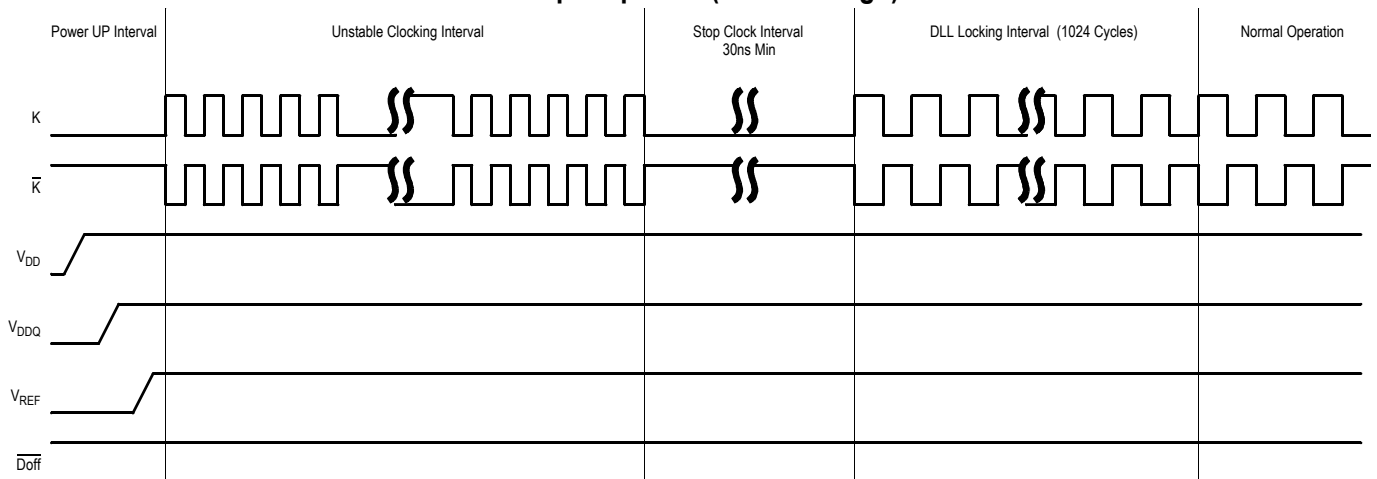 Power UP Interval
Unstable Clocking Interval
Stop Clock Interval
30ns Min
DLL Locking Interval (1024 Cycles)
Normal Operation
K
K̅
VDD
VDDQ
VREF
D̅o̅f̅f̅